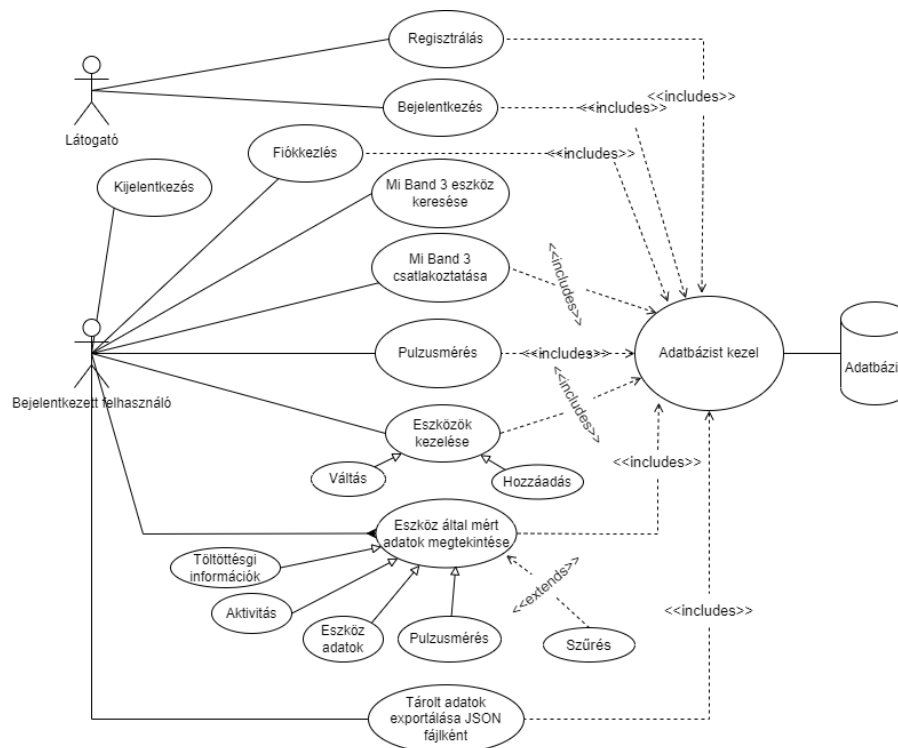 Regisztrálás
<<includes>>
Bejelentkezés
<<includes>>
Látogató
Fiókkezlés
<<includes>>
Kijelentkezés
Mi Band 3 eszköz
keresése
Mi Band 3
csatlakoztatása
<<includes>>
Bejelentkezett felhasználó
Pulzusmérés
<<includes>>
Adatbázist kezel
Adatbázi
<<includes>>
Eszközök
kezelése
Váltás
Hozzáadás
<<includes>>
Eszköz által mért
adatok megtekintése
Töltöttésgi
információk
Aktivitás
Eszköz
adatok
Pulzusmérés
<<extends>>
Szűrés
<<includes>>
Tárolt adatok
exportálása JSON
fájlként